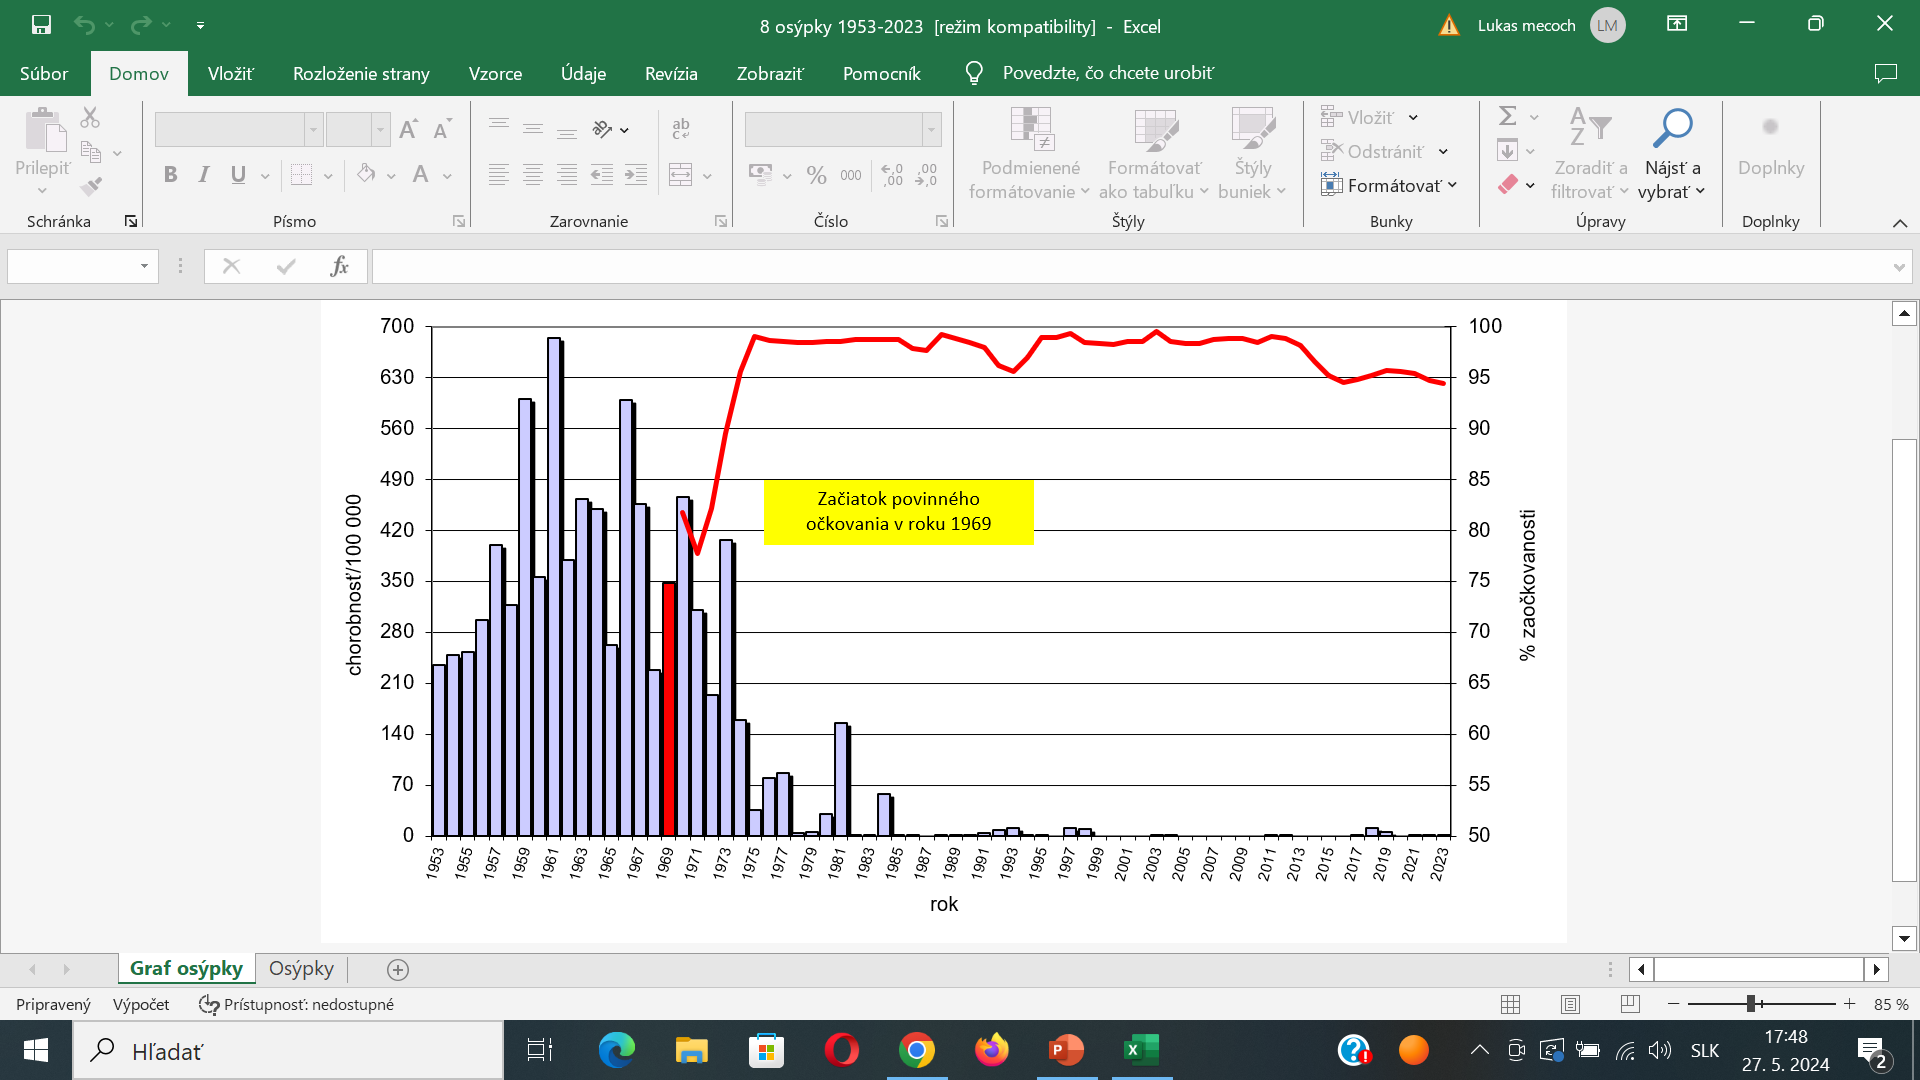 8 osýpky 1953-2023  [režim kompatibility]  -  Excel
Lukas mecoch
LM
Súbor
Domov
Vložiť
Rozloženie strany
Vzorce
Údaje
Revízia
Zobraziť
Pomocník
Povedzte, čo chcete urobiť
Prilepiť
Schránka
A A
B I U A
Písmo
ab
Zarovnanie
% 000
Číslo
Podmienené
formátovanie
Formátovať
ako tabuľku
Štýly
buniek
Štýly
Vložiť
Odstrániť
Formátovať
Bunky
Zoradiť a
filtrovať
Nájsť a
vybrať
Úpravy
Doplnky
Doplnky
fx
700
630
560
490
420
350
280
210
140
70
0
chorobnosť/100 000
100
95
90
85
80
75
70
65
60
55
50
% zaočkovanosti
Začiatok povinného
očkovania v roku 1969
1953 1955 1957 1959 1961 1963 1965 1967 1969 1971 1973 1975 1977 1979 1981 1983 1985 1987 1989 1991 1993 1995 1997 1999 2001 2003 2005 2007 2009 2011 2013 2015 2017 2019 2021 2023
rok
Graf osýpky
Osýpky
Pripravený
Výpočet
Prístupnosť: nedostupné
85 %
Hľadať
SLK
17:48
27. 5. 2024
2